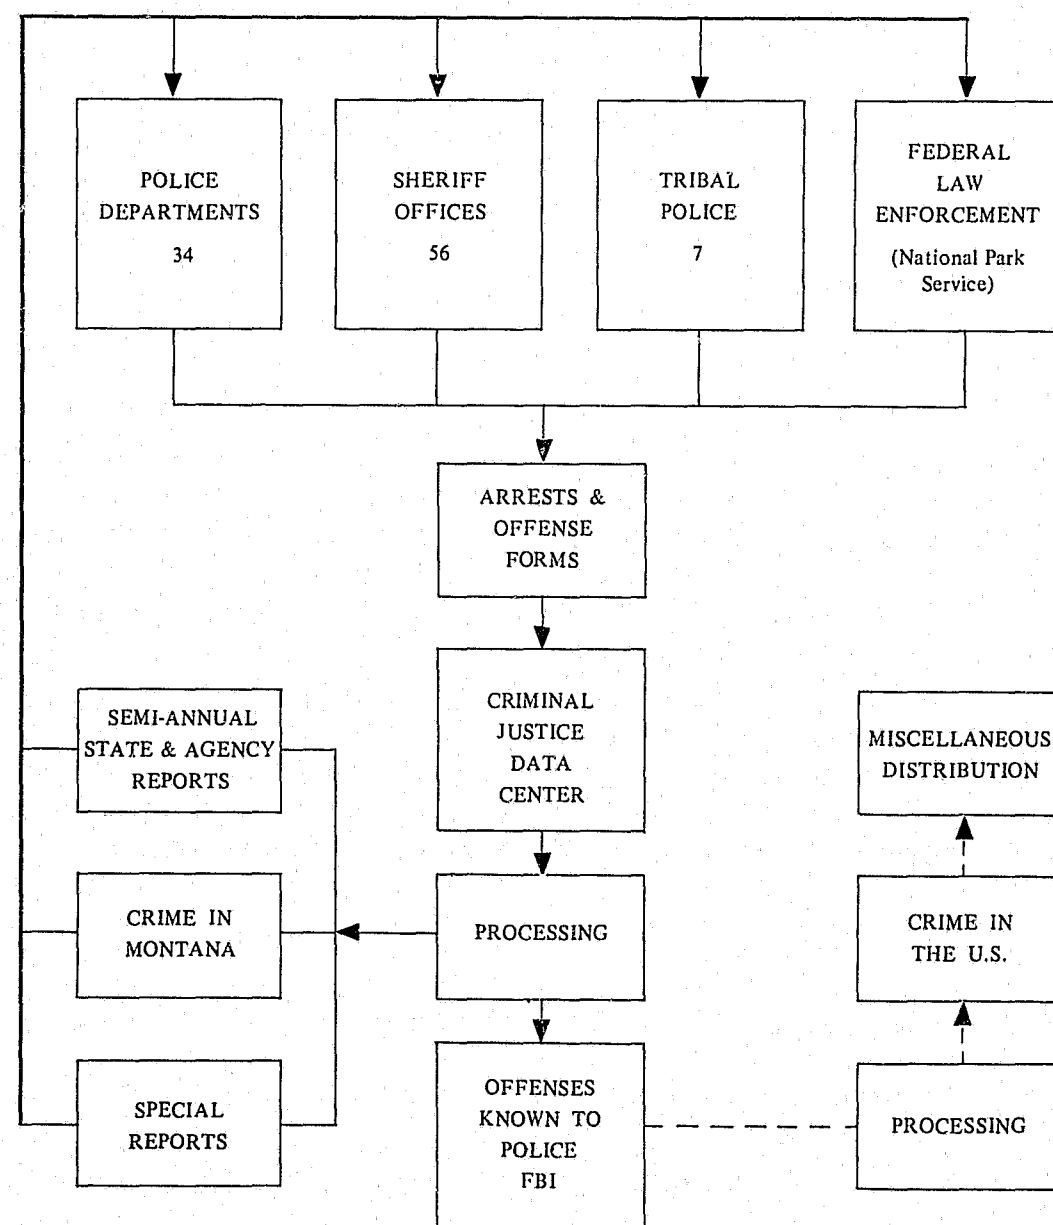 POLICE
DEPARTMENTS
34
SHERIFF
OFFICES
56
TRIBAL
POLICE
7
FEDERAL
LAW
ENFORCEMENT
(National Park
Service)
ARRESTS &
OFFENSE
FORMS
CRIMINAL
JUSTICE
DATA
CENTER
SEMI-ANNUAL
STATE & AGENCY
REPORTS
MISCELLANEOUS
DISTRIBUTION
CRIME IN
MONTANA
PROCESSING
CRIME IN
THE U.S.
SPECIAL
REPORTS
OFFENSES
KNOWN TO
POLICE
FBI
PROCESSING